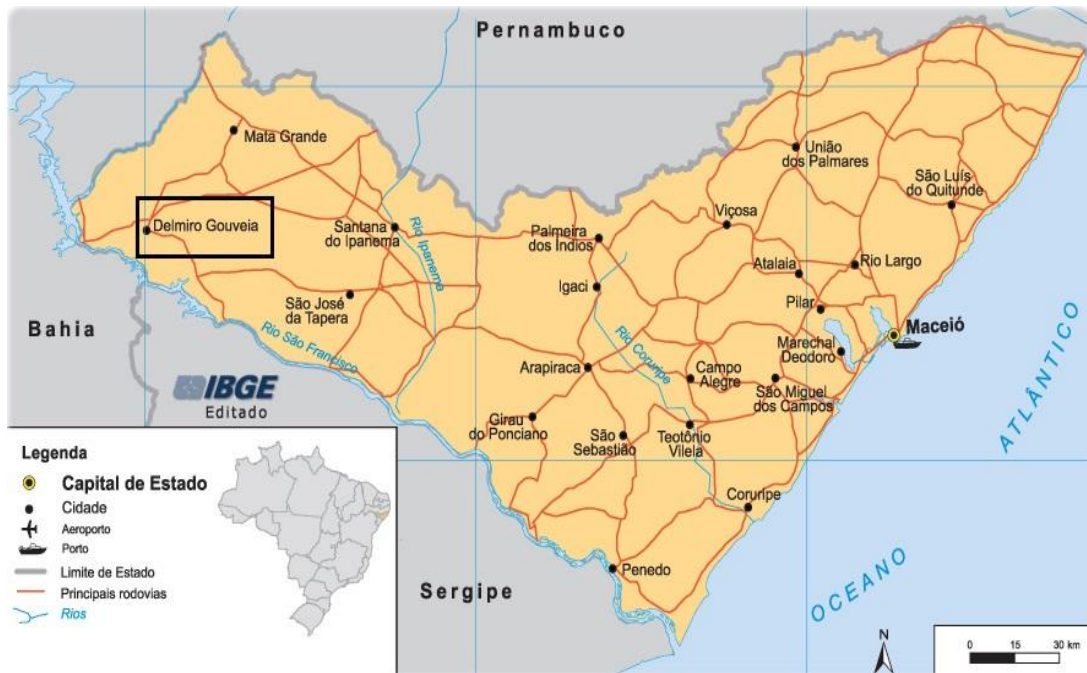 Pernambuco
Mata Grande
União
dos Palmares
São Luís
do Quitunde
Delmiro Gouveia
Santana
do Ipanema
Rio Ipanema
Palmeira
dos Índios
Viçosa
Atalaia
Rio Largo
Igaci
São José
da Tapera
Pilar
Bahia
Rio São Francisco
Rio Coruripe
Maceió
Marechal
Deodoro
Arapiraca
Campo
Alegre
São Miguel
dos Campos
IBGE
Editado
Girau
do Ponciano
São
Sebastião
Teotônio
Vilela
Coruripe
Penedo
Sergipe
OCEANO
ATLÂNTICO
Legenda
Capital de Estado
Cidade
Aeroporto
Porto
Limite de Estado
Principais rodovias
Rios
N
0 15 30 km